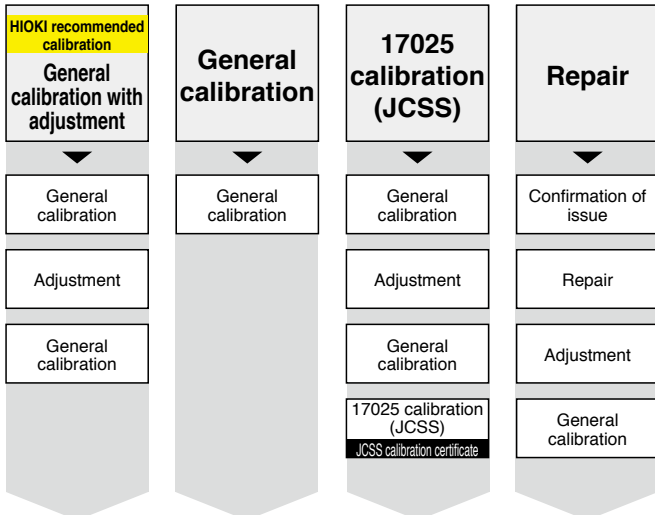 HIOKI recommended
calibration
General
calibration with
adjustment
General
calibration
Adjustment
General
calibration
General
calibration
General
calibration
17025
calibration
(JCSS)
General
calibration
Adjustment
General
calibration
17025 calibration
(JCSS)
JCSS calibration certificate
Repair
Confirmation of
issue
Repair
Adjustment
General
calibration